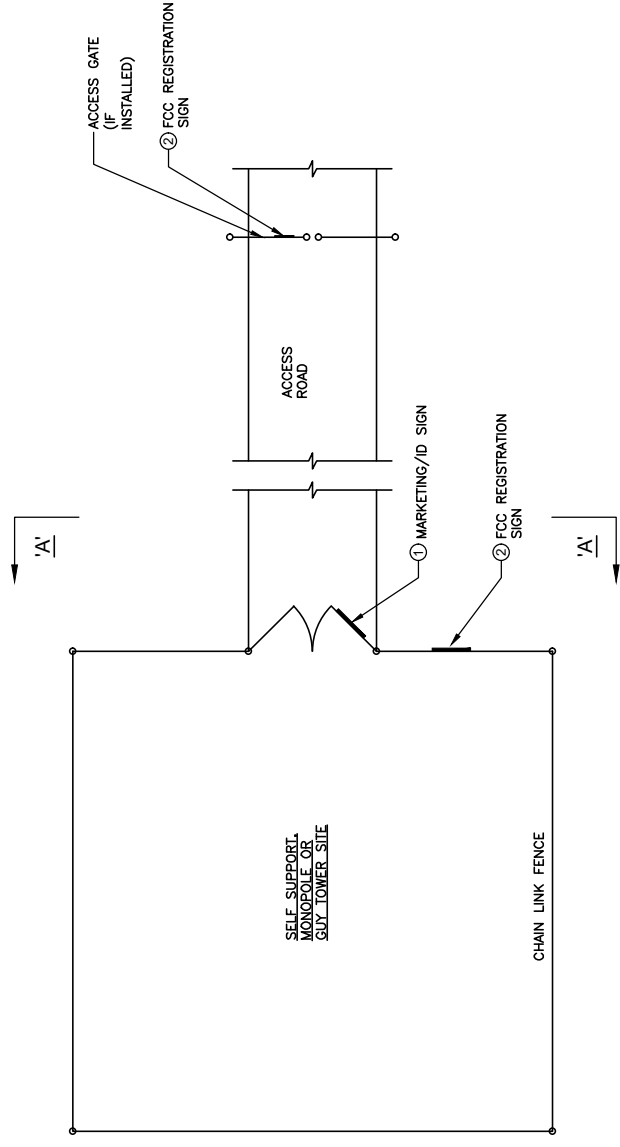 ACCESS GATE
(IF
INSTALLED)
② FCC REGISTRATION
SIGN
ACCESS
ROAD
① MARKETING/ID SIGN
② FCC REGISTRATION
SIGN
'A'
'A'
SELF SUPPORT,
MONOPOLE OR
GUY TOWER SITE
CHAIN LINK FENCE